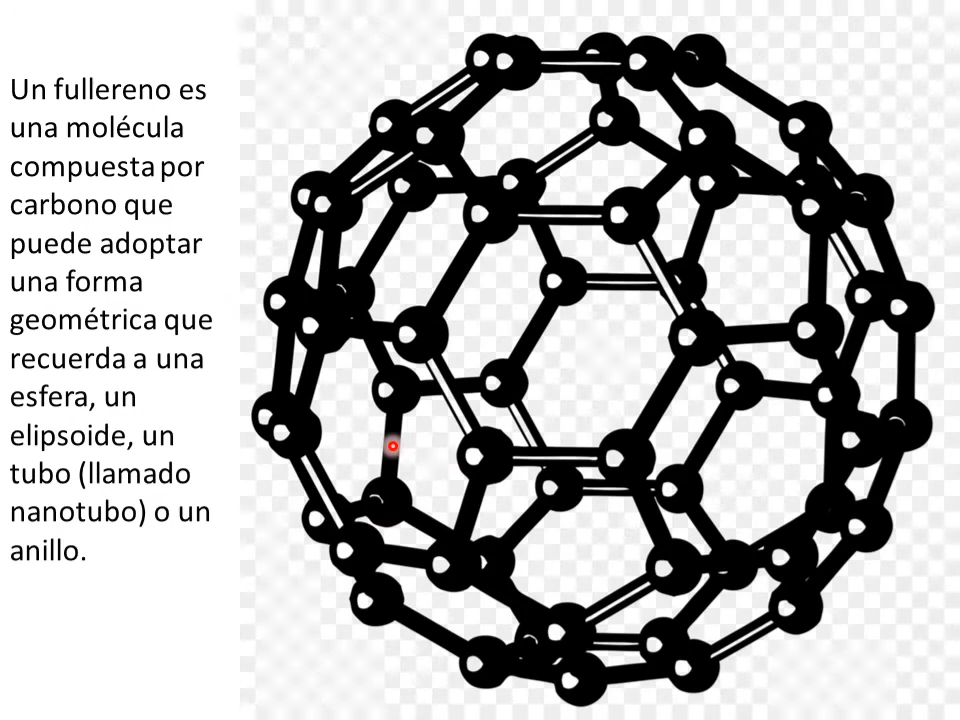 Un fullereno es
una molécula
compuesta por
carbono que
puede adoptar
una forma
geométrica que
recuerda a una
esfera, un
elipsoide, un
tubo (llamado
nanotubo) o un
anillo.